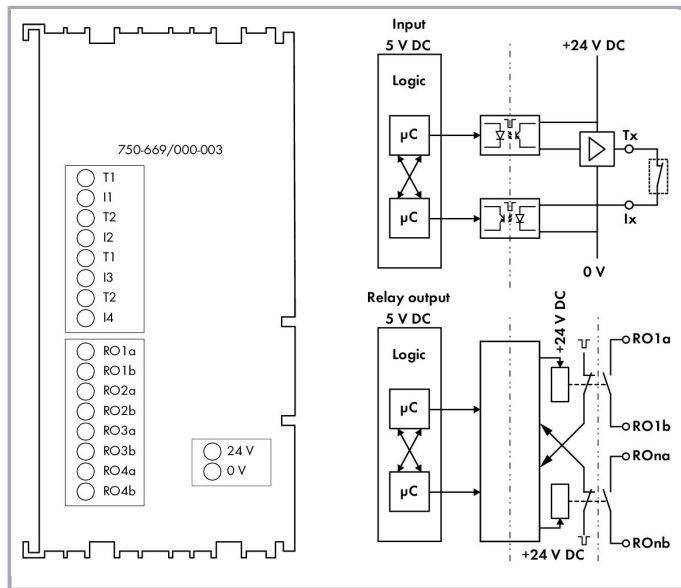 750-669/000-003
T1
I1
T2
I2
T1
I3
T2
I4
RO1a
RO1b
RO2a
RO2b
RO3a
RO3b
RO4a
RO4b
24 V
0 V
Input
5 V DC
Logic
µC
µC
+24 V DC
Tx
Ix
0 V
Relay output
5 V DC
Logic
µC
µC
+24 V DC
RO1a
RO1b
ROna
ROnb
+24 V DC